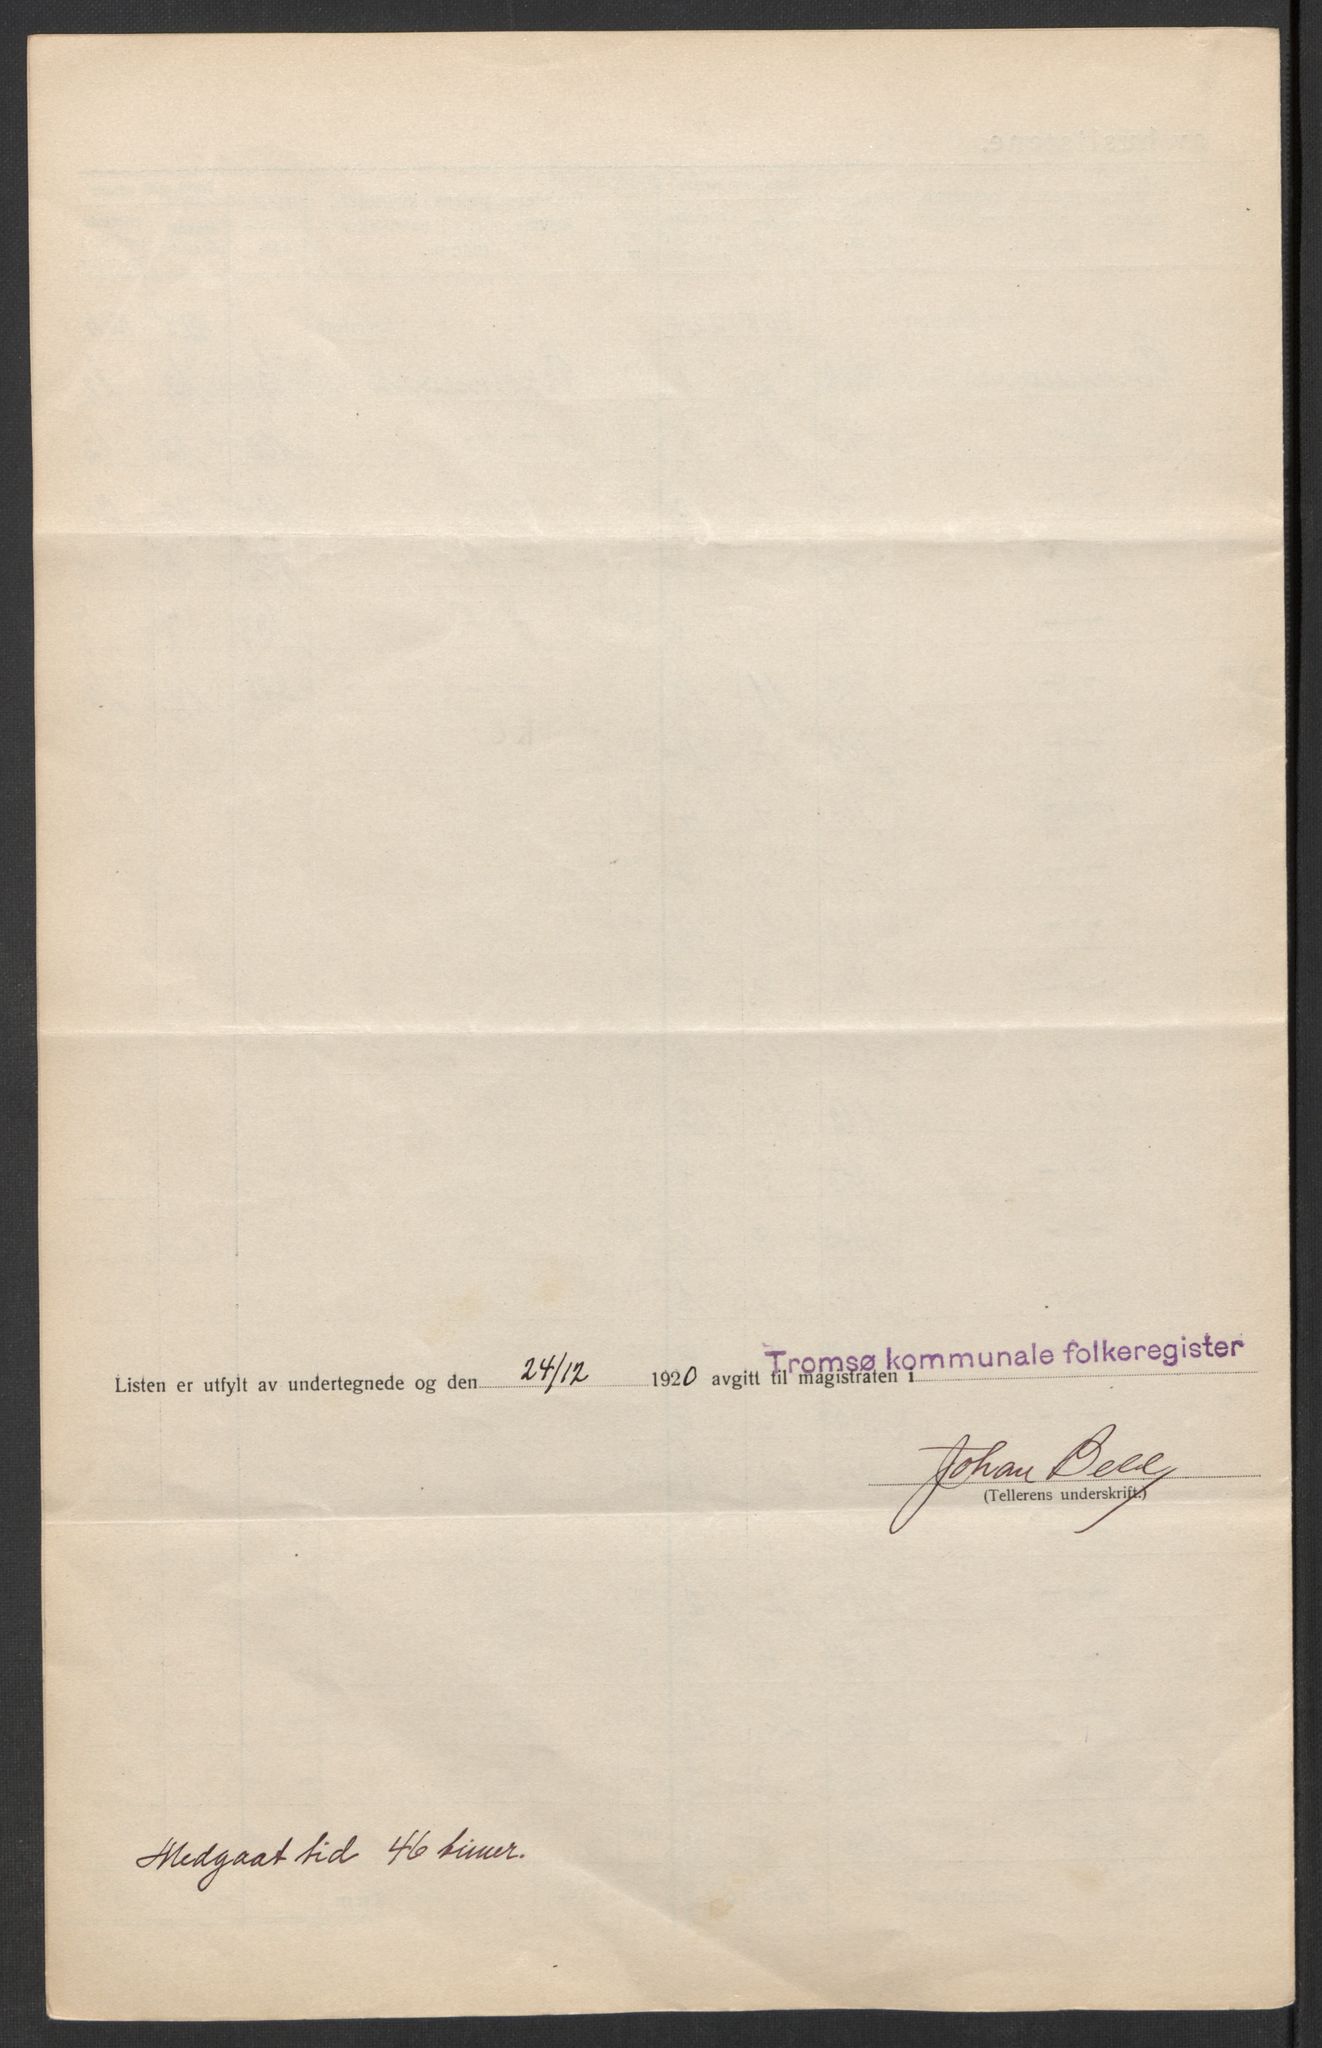 Listen er utfylt av undertegnede og den 24/12 1920 avgitt til magistraten i Tromsø kommunale folkeregister
Johan Bell
(Tellerens underskrift.)
Medgaat tid 46 timer.